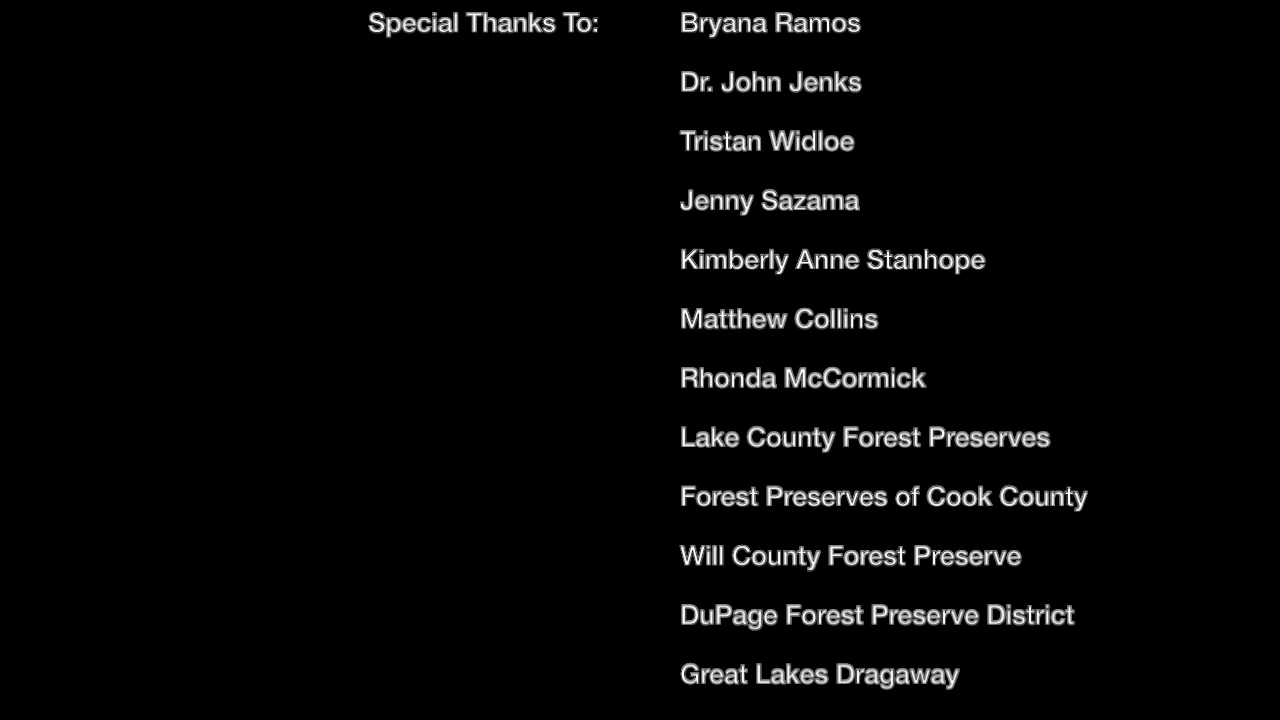 Special Thanks To: Bryana Ramos
Dr. John Jenks
Tristan Widloe
Jenny Sazama
Kimberly Anne Stanhope
Matthew Collins
Rhonda McCormick
Lake County Forest Preserves
Forest Preserves of Cook County
Will County Forest Preserve
DuPage Forest Preserve District
Great Lakes Dragaway